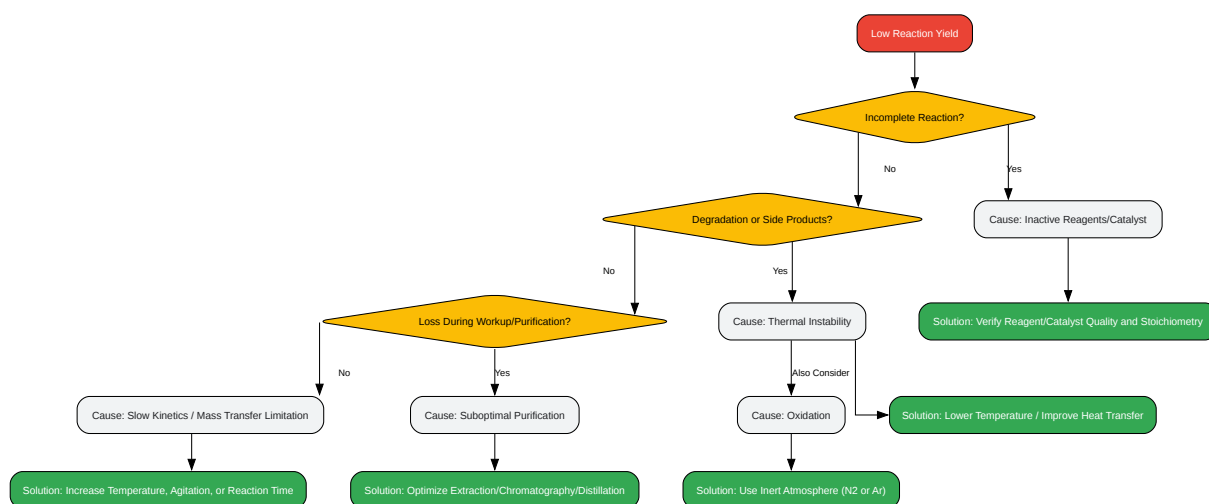 Low Reaction Yield
Incomplete Reaction?
No
Yes
Degradation or Side Products?
Cause: Inactive Reagents/Catalyst
No
Yes
Loss During Workup/Purification?
Cause: Thermal Instability
Solution: Verify Reagent/Catalyst Quality and Stoichiometry
No
Yes
Also Consider
Cause: Slow Kinetics / Mass Transfer Limitation
Cause: Suboptimal Purification
Cause: Oxidation
Solution: Lower Temperature / Improve Heat Transfer
Solution: Increase Temperature, Agitation, or Reaction Time
Solution: Optimize Extraction/Chromatography/Distillation
Solution: Use Inert Atmosphere (N2 or Ar)